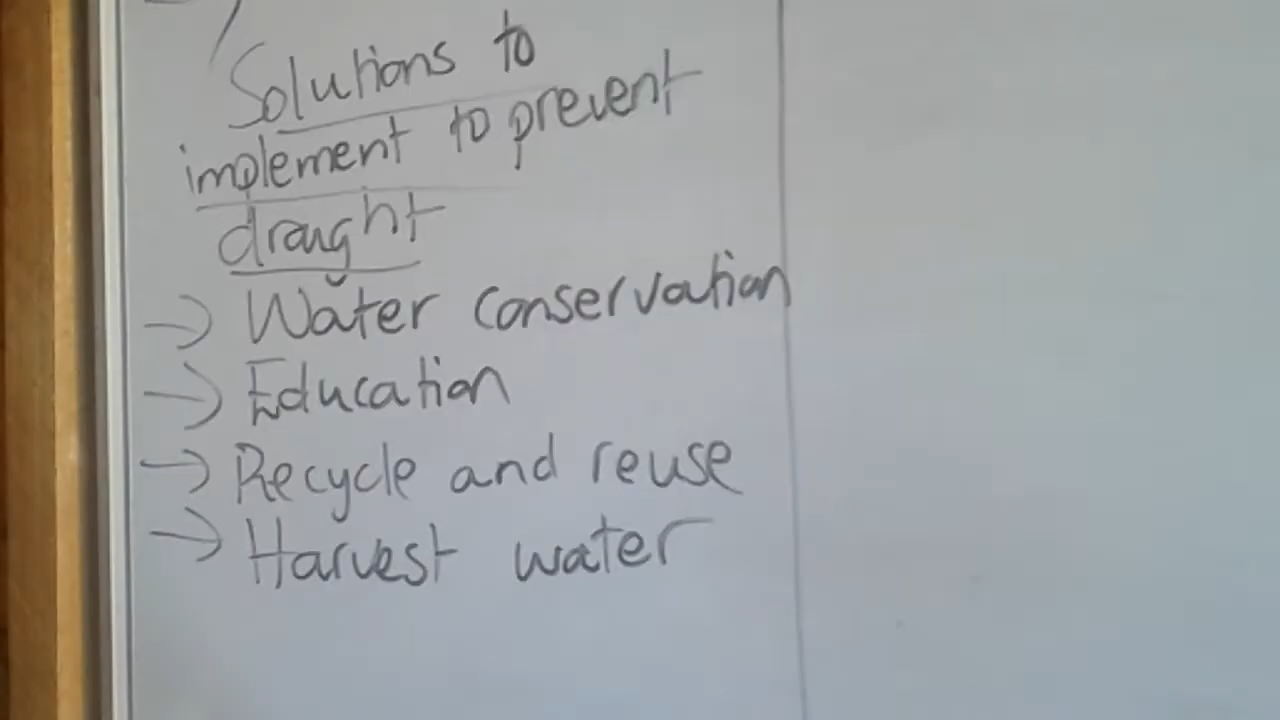 Solutions to
implement to prevent
draught
→ Water conservation
→ Education
→ Recycle and reuse
→ Harvest water